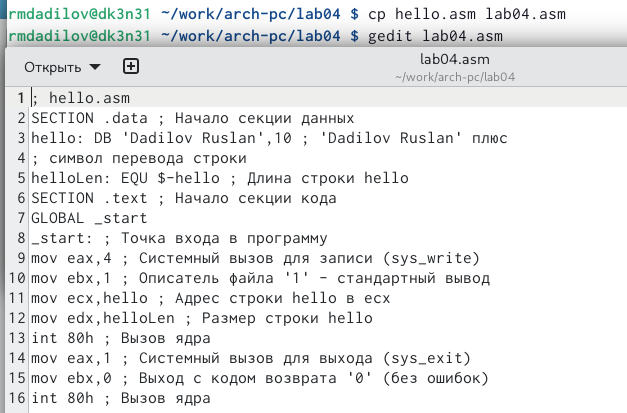 rmdadilov@dk3n31 ~/work/arch-pc/lab04 $ cp hello.asm lab04.asm
rmdadilov@dk3n31 ~/work/arch-pc/lab04 $ gedit lab04.asm
Открыть
lab04.asm
~/work/arch-pc/lab04
1 ; hello.asm
2 SECTION .data ; Начало секции данных
3 hello: DB 'Dadilov Ruslan',10 ; 'Dadilov Ruslan' плюс
4 ; символ перевода строки
5 helloLen: EQU $-hello ; Длина строки hello
6 SECTION .text ; Начало секции кода
7 GLOBAL _start
8 _start: ; Точка входа в программу
9 mov eax,4 ; Системный вызов для записи (sys_write)
10 mov ebx,1 ; Описатель файла '1' - стандартный вывод
11 mov ecx,hello ; Адрес строки hello в ecx
12 mov edx,helloLen ; Размер строки hello
13 int 80h ; Вызов ядра
14 mov eax,1 ; Системный вызов для выхода (sys_exit)
15 mov ebx,0 ; Выход с кодом возврата '0' (без ошибок)
16 int 80h ; Вызов ядра